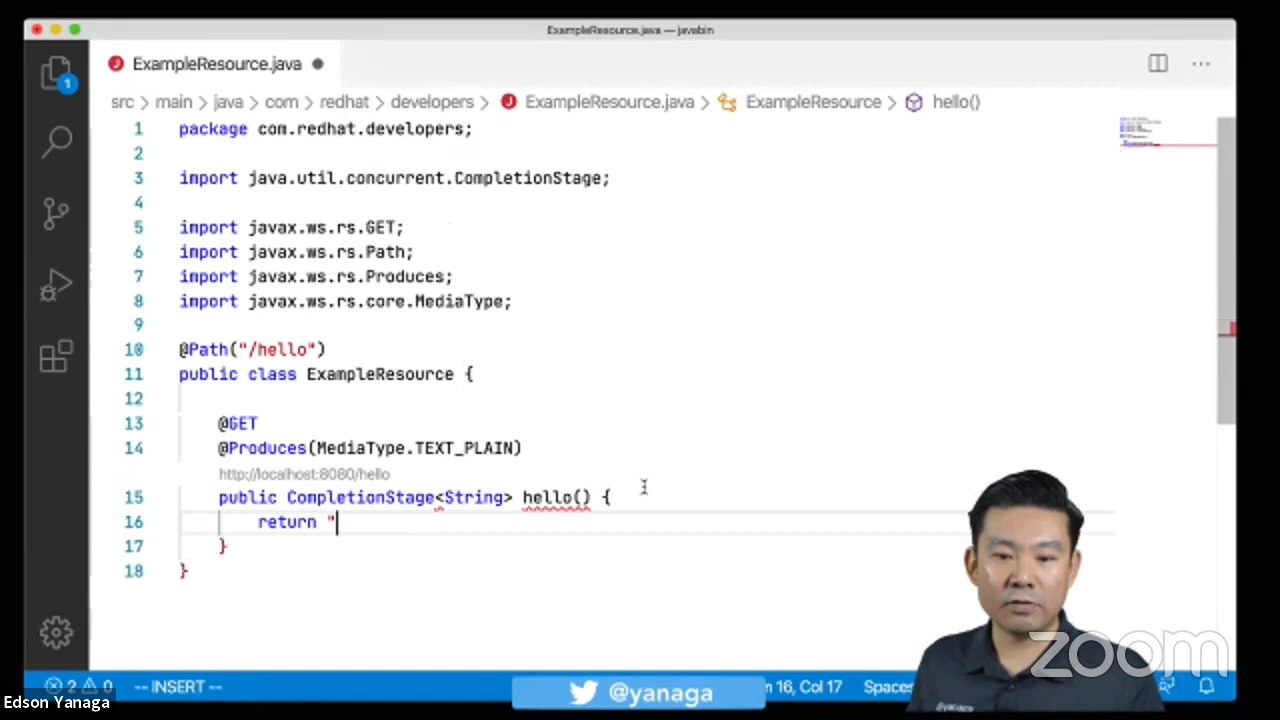 ExampleResource.java — javabin
ExampleResource.java
1
src > main > java > com > redhat > developers > ExampleResource.java > ExampleResource > hello()
1 package com.redhat.developers;
2
3 import java.util.concurrent.CompletionStage;
4
5 import javax.ws.rs.GET;
6 import javax.ws.rs.Path;
7 import javax.ws.rs.Produces;
8 import javax.ws.rs.core.MediaType;
9
10 @Path("/hello")
11 public class ExampleResource {
12
13 @GET
14 @Produces(MediaType.TEXT_PLAIN)
http://localhost:8080/hello
15 public CompletionStage<String> hello() {
16 return "
17 }
18 }
zoom
2 0 -- INSERT -- @yanaga n 16, Col 17 Spaces
Edson Yanaga